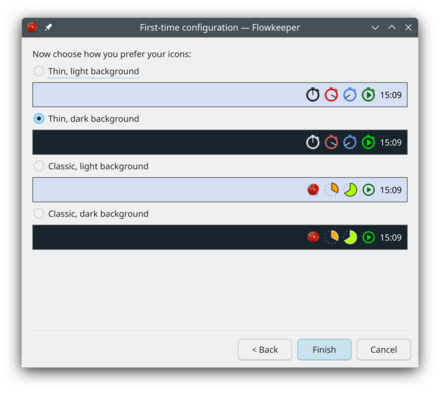 First-time configuration — Flowkeeper
Now choose how you prefer your icons:
Thin, light background
15:09
Thin, dark background
15:09
Classic, light background
15:09
Classic, dark background
15:09
< Back
Finish
Cancel